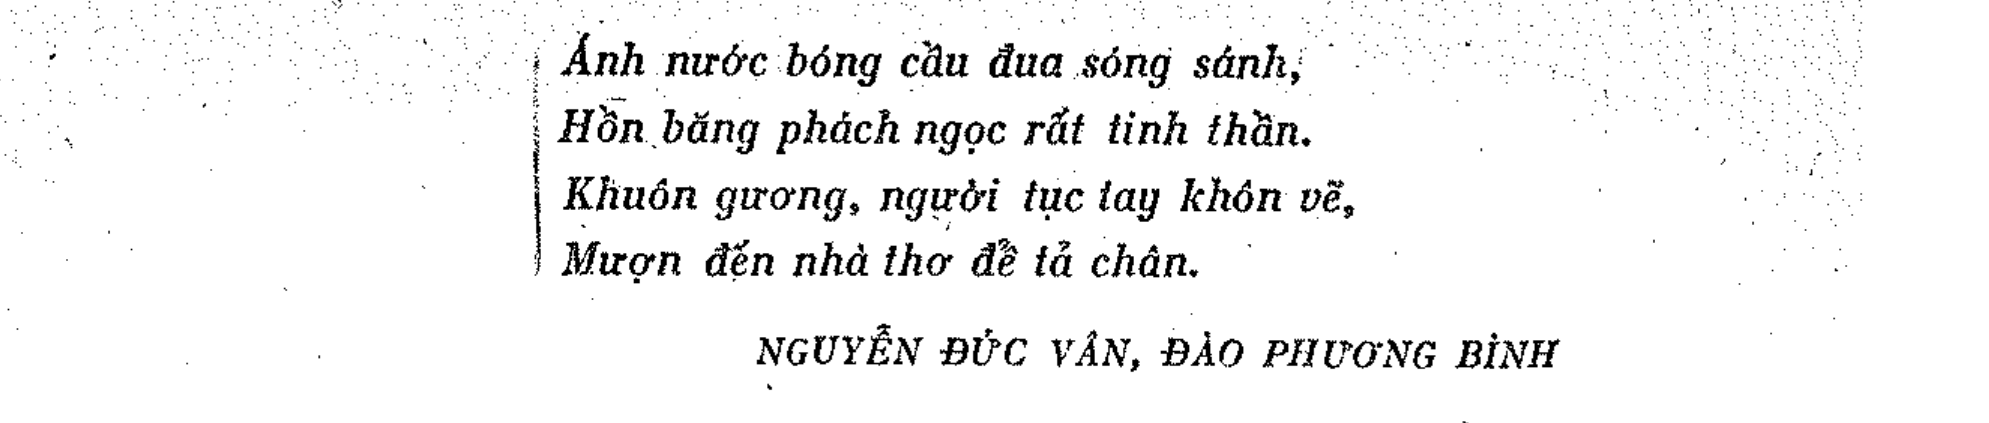 Ánh nước bóng cầu đua sóng sánh,
Hồn băng phách ngọc rất tinh thần.
Khuôn gương, người tục tay khôn vẽ,
Mượn đến nhà thơ để tả chân.
NGUYỄN ĐỨC VÂN, ĐÀO PHƯƠNG BÌNH